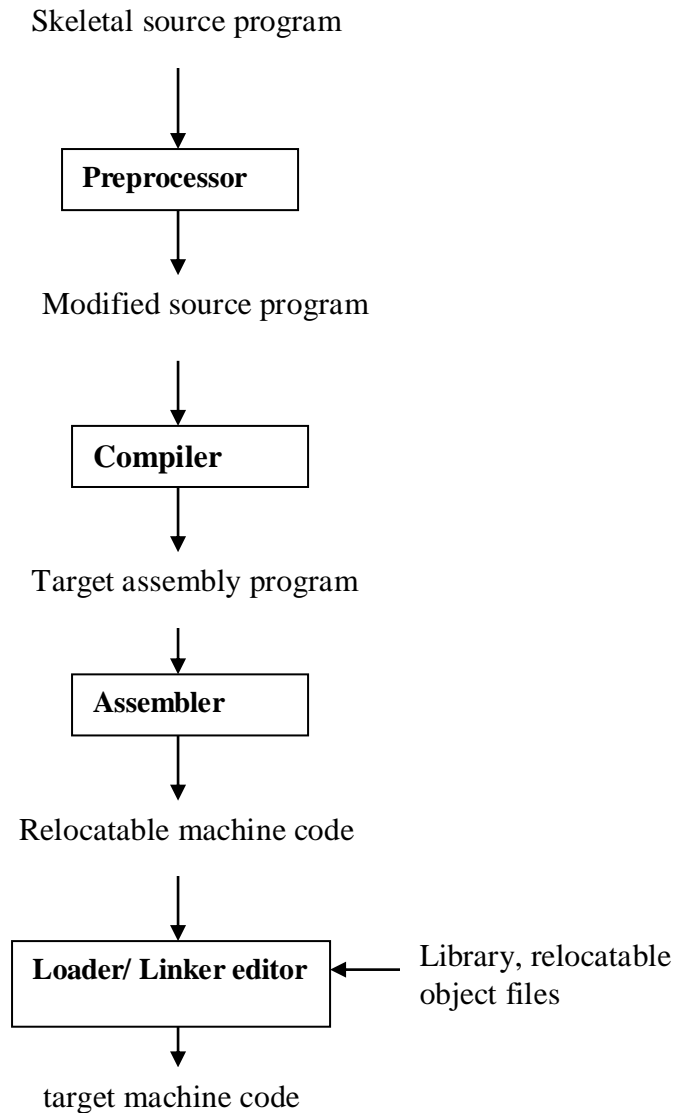 Skeletal source program
Preprocessor
Modified source program
Compiler
Target assembly program
Assembler
Relocatable machine code
Loader/ Linker editor
Library, relocatable
object files
target machine code